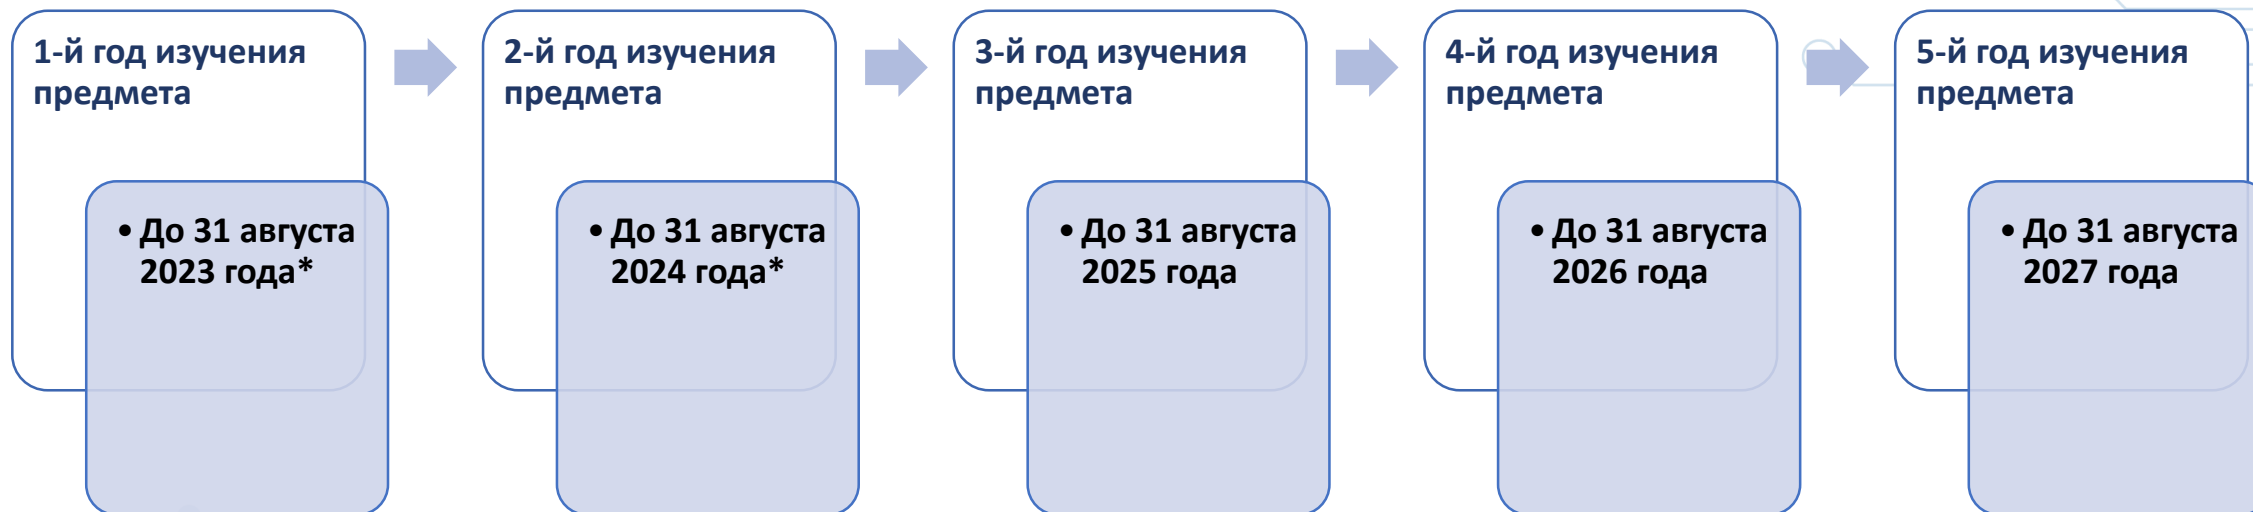 1-й год изучения
предмета
• До 31 августа
2023 года*
2-й год изучения
предмета
• До 31 августа
2024 года*
3-й год изучения
предмета
• До 31 августа
2025 года
4-й год изучения
предмета
• До 31 августа
2026 года
5-й год изучения
предмета
• До 31 августа
2027 года